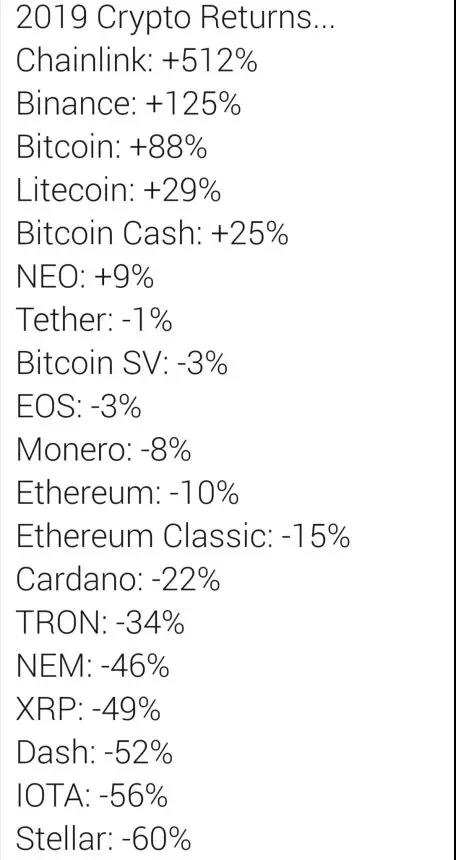 2019 Crypto Returns...
Chainlink: +512%
Binance: +125%
Bitcoin: +88%
Litecoin: +29%
Bitcoin Cash: +25%
NEO: +9%
Tether: -1%
Bitcoin SV: -3%
EOS: -3%
Monero: -8%
Ethereum: -10%
Ethereum Classic: -15%
Cardano: -22%
TRON: -34%
NEM: -46%
XRP: -49%
Dash: -52%
IOTA: -56%
Stellar: -60%